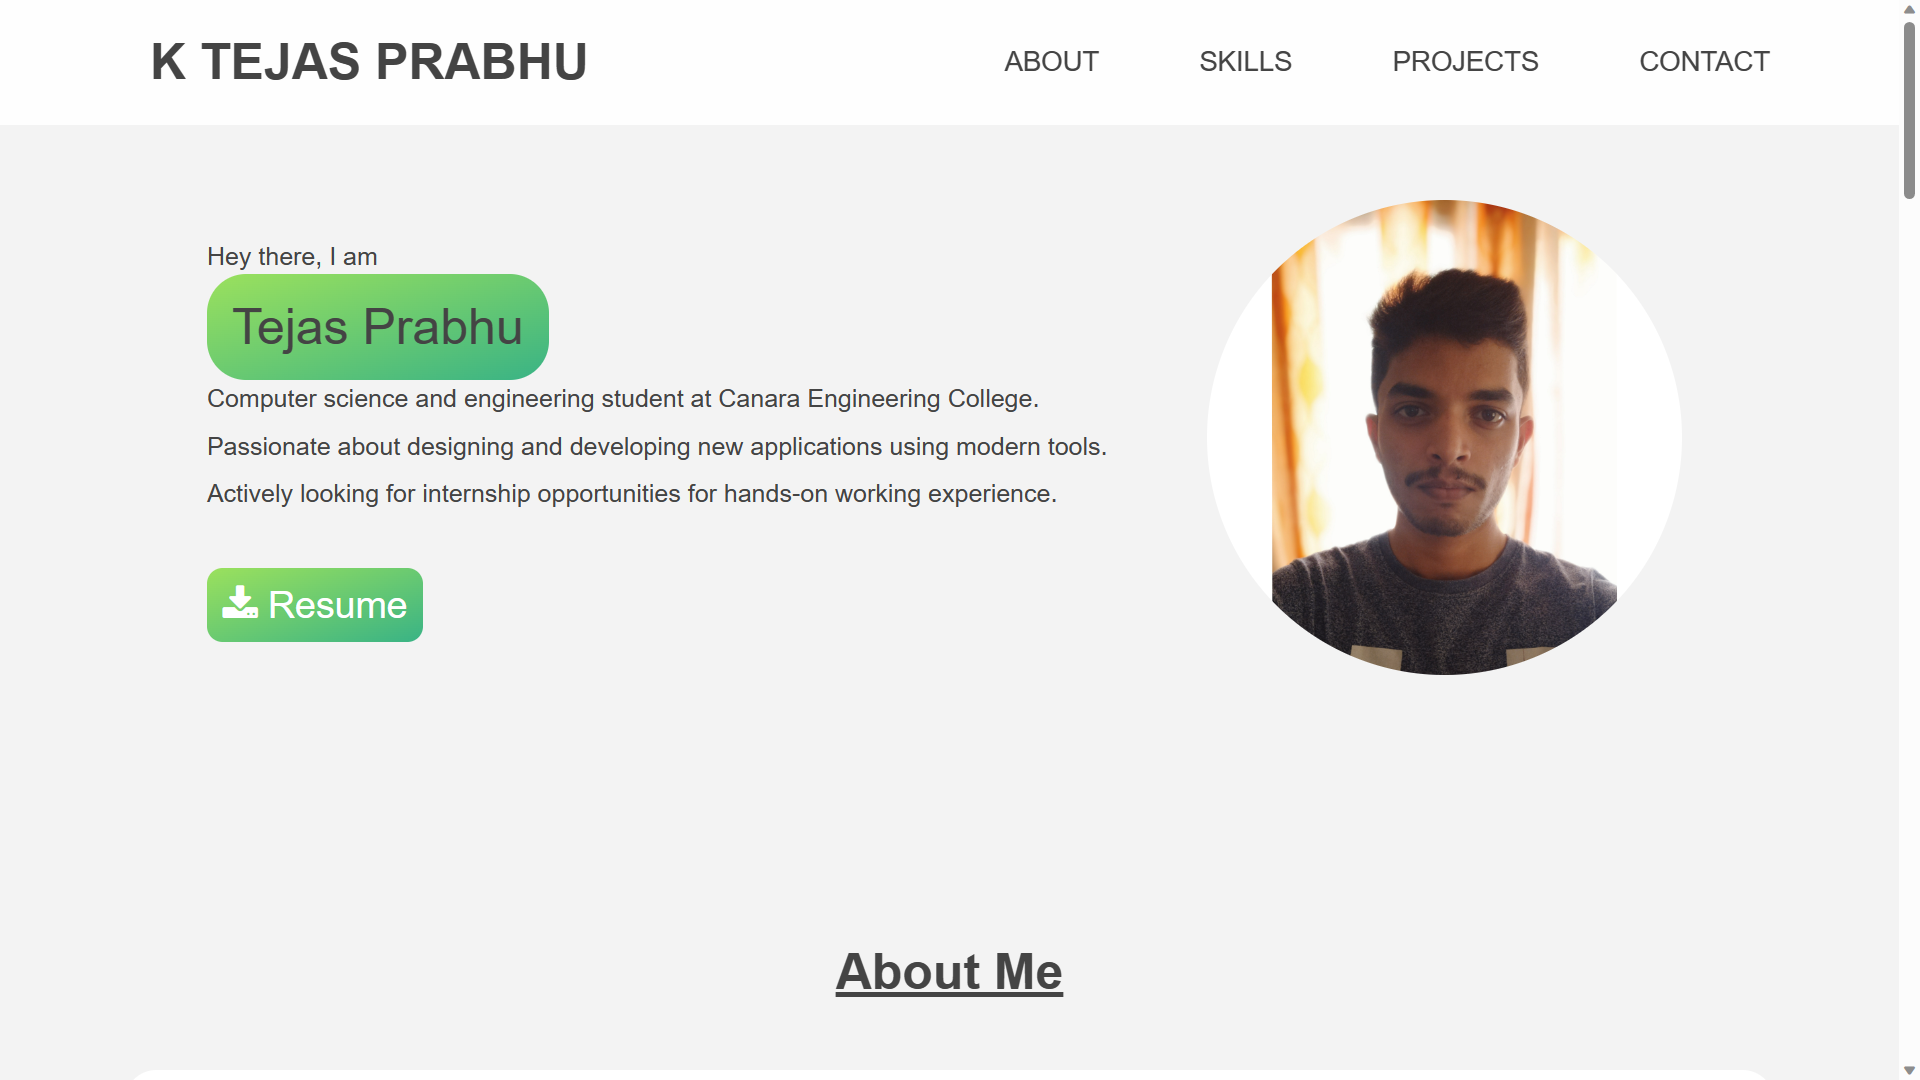 K TEJAS PRABHU
ABOUT
SKILLS
PROJECTS
CONTACT
Hey there, I am
Tejas Prabhu
Computer science and engineering student at Canara Engineering College.
Passionate about designing and developing new applications using modern tools.
Actively looking for internship opportunities for hands-on working experience.
Resume
About Me